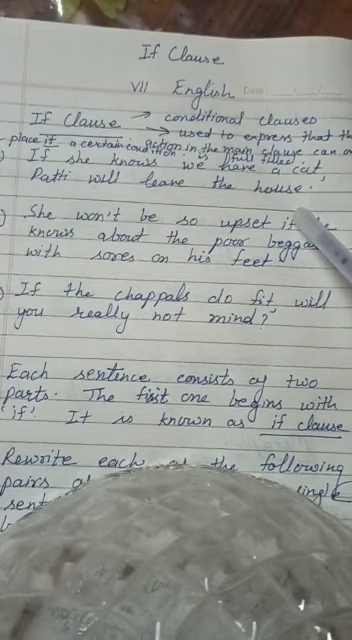 If Clause
VII English Date
If Clause → conditional clauses
→ used to express that the
place if a certain condition is full filled.
action in the main clause can
If she knows we have a cat
Patti will leave the house.'
She won't be so upset if
knows about the poor
with sores on his feet
If the chappals do fit will
you really not mind?'
Each sentence consists of two
parts. The first one begins with
'if'. It is known as if clause
Rewrite each the following
pairs
sent